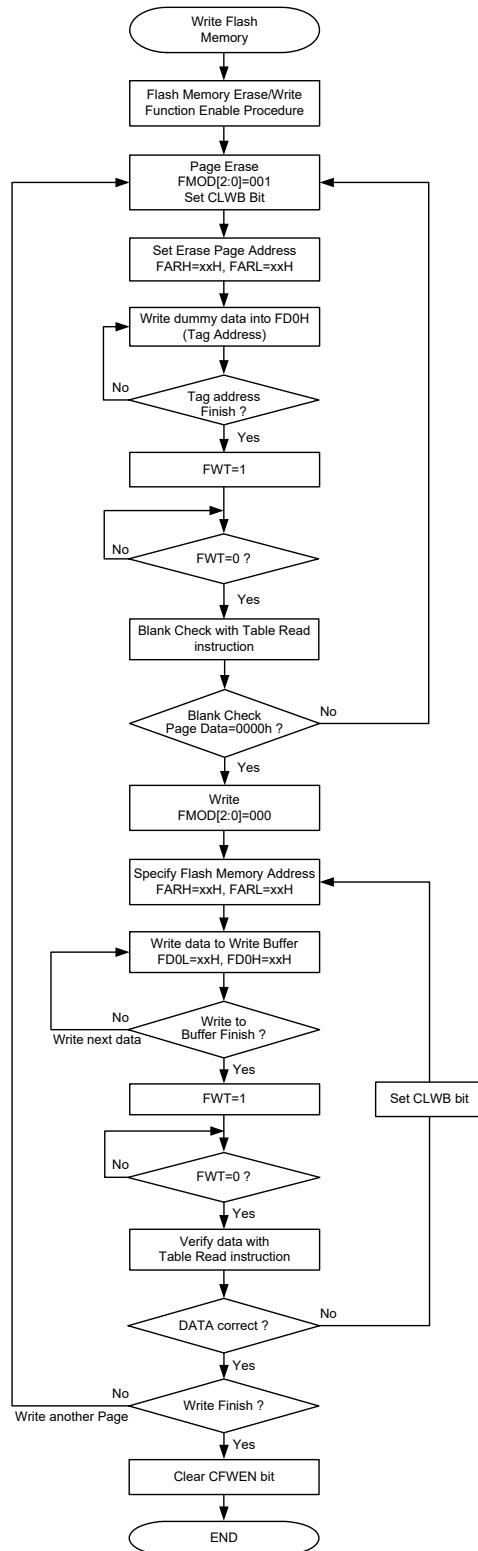 Write Flash
Memory
Flash Memory Erase/Write
Function Enable Procedure
Page Erase
FMOD[2:0]=001
Set CLWB Bit
Set Erase Page Address
FARH=xxH, FARL=xxH
Write dummy data into FD0H
(Tag Address)
No
Tag address
Finish ?
Yes
FWT=1
No
FWT=0 ?
Yes
Blank Check with Table Read
instruction
No
Blank Check
Page Data=0000h ?
Yes
Write
FMOD[2:0]=000
Specify Flash Memory Address
FARH=xxH, FARL=xxH
Write data to Write Buffer
FD0L=xxH, FD0H=xxH
No
Write next data
Write to
Buffer Finish ?
Yes
FWT=1
Set CLWB bit
No
FWT=0 ?
Yes
Verify data with
Table Read instruction
No
DATA correct ?
Yes
No
Write another Page
Write Finish ?
Yes
Clear CFWEN bit
END